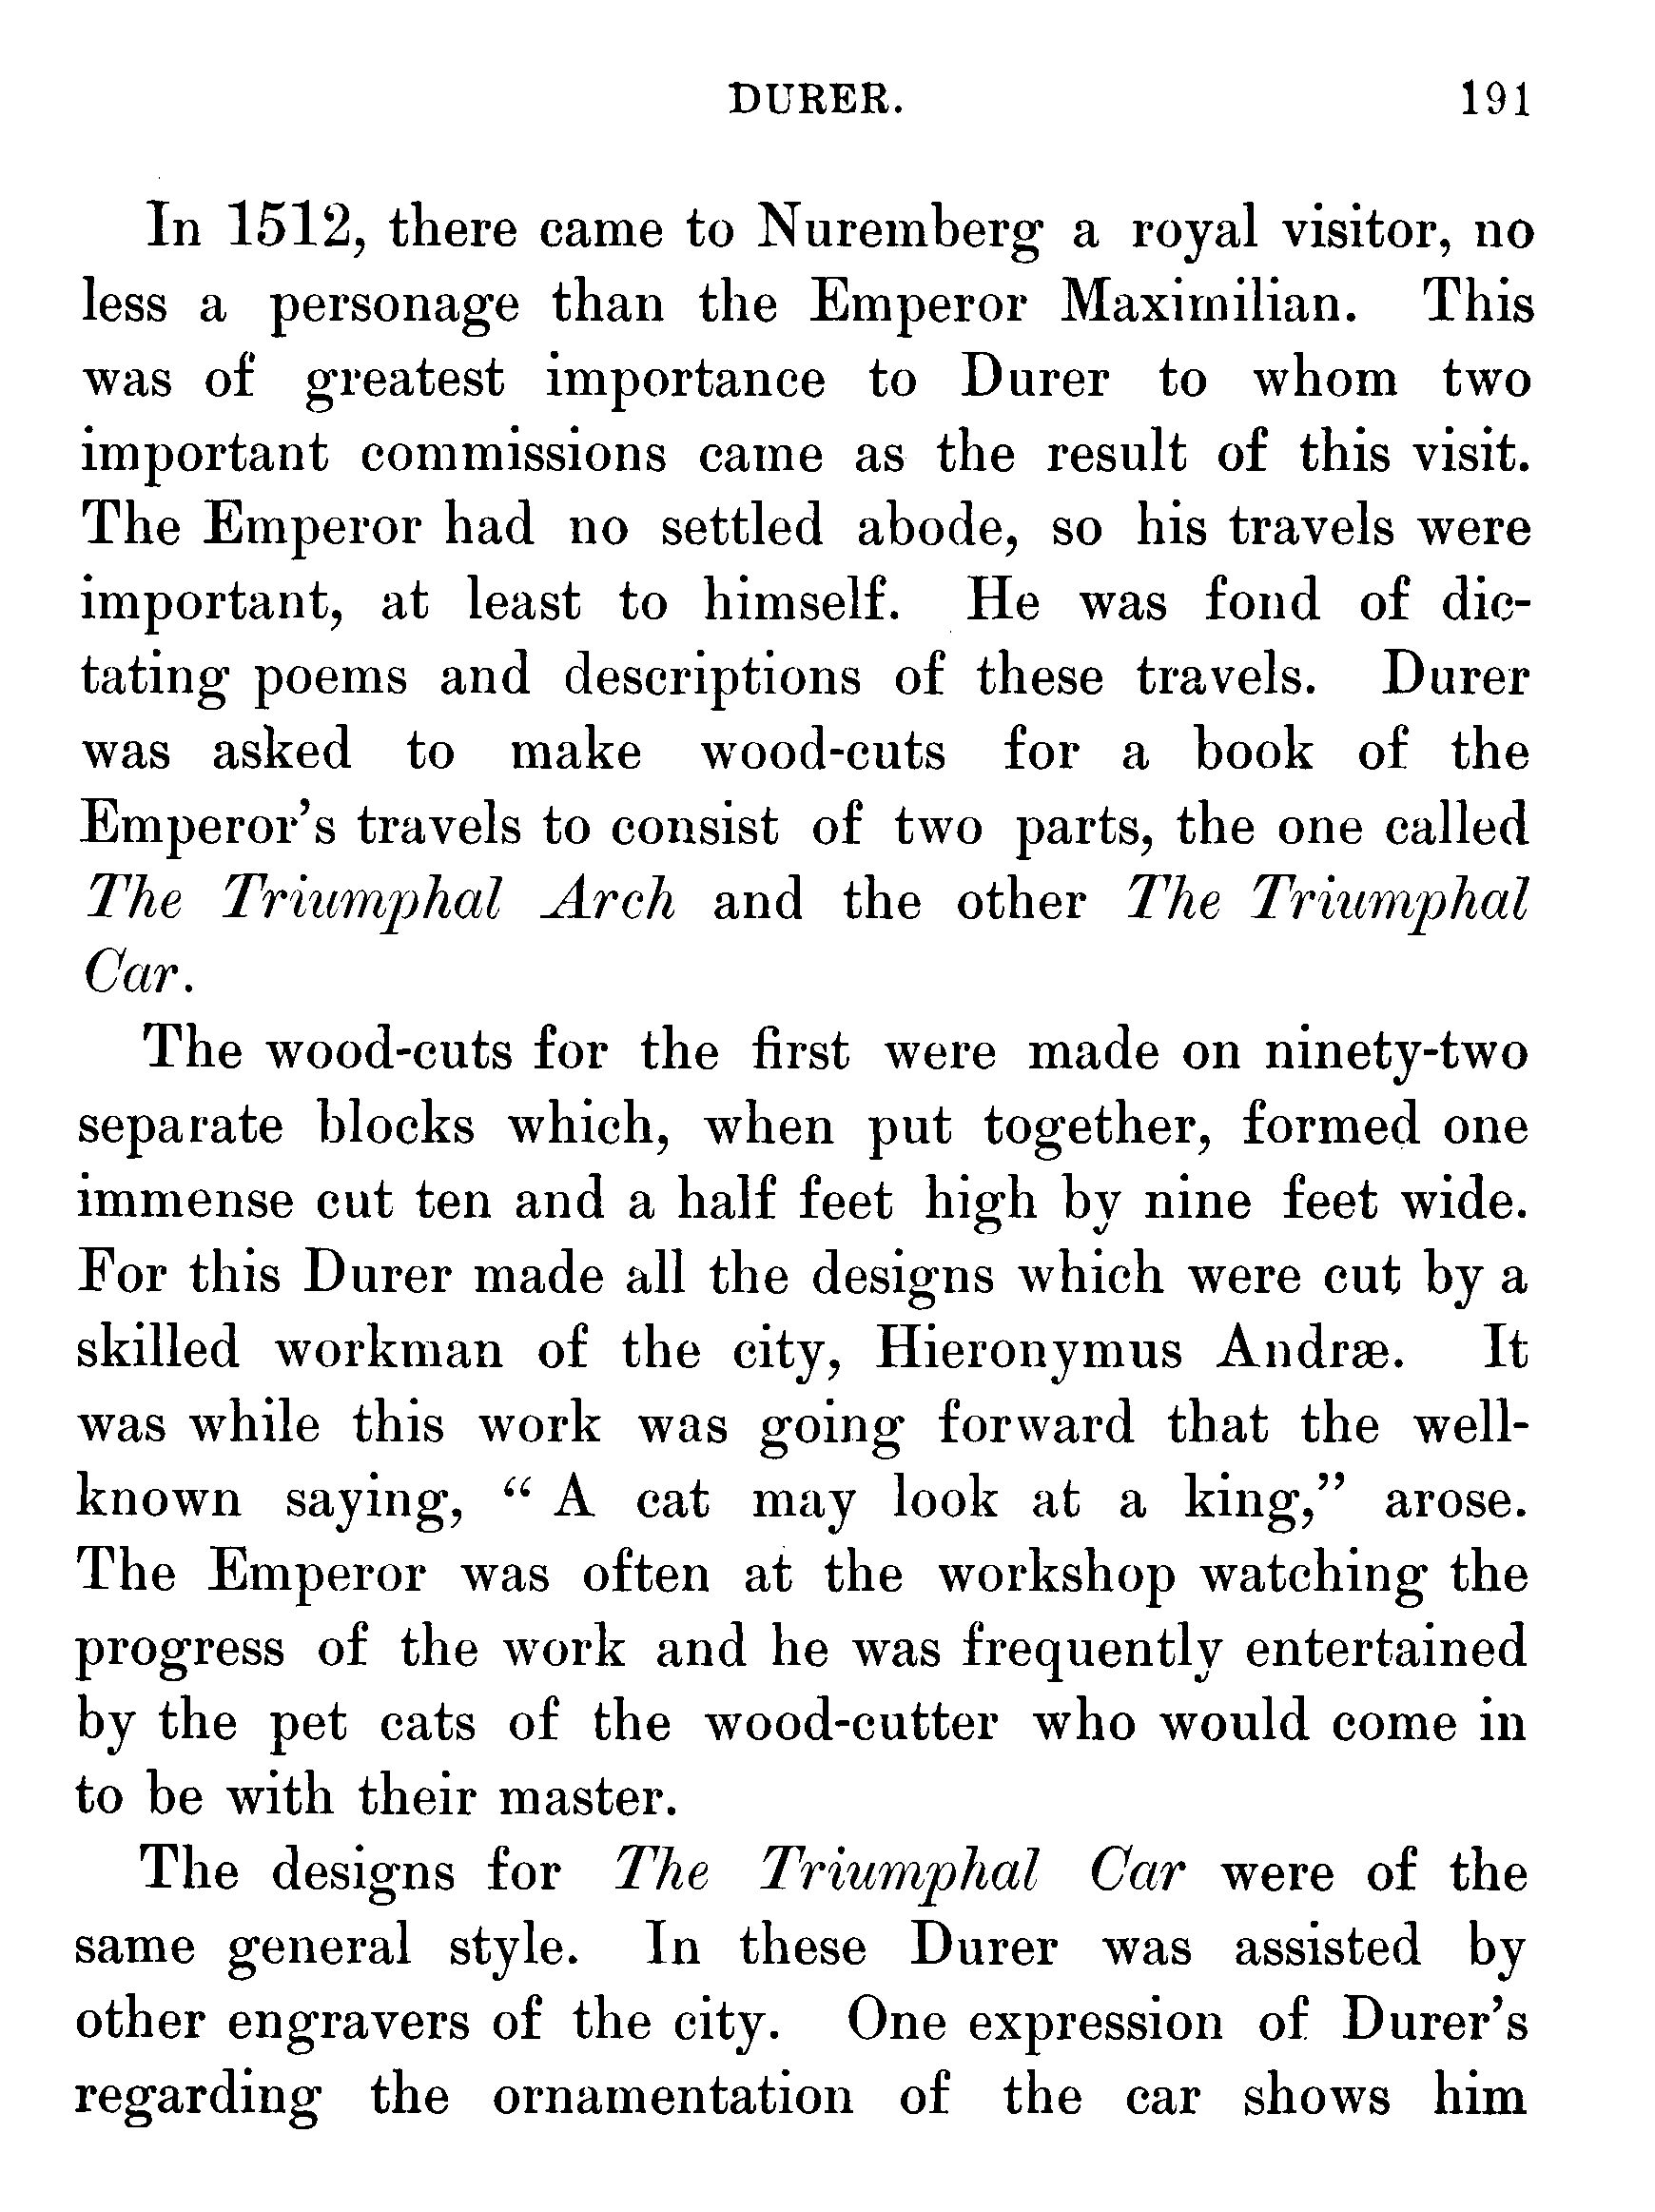 DURER. 191
In 1512, there came to Nuremberg a royal visitor, no
less a personage than the Emperor Maximilian. This
was of greatest importance to Durer to whom two
important commissions came as the result of this visit.
The Emperor had no settled abode, so his travels were
important, at least to himself. He was fond of dic-
tating poems and descriptions of these travels. Durer
was asked to make wood-cuts for a book of the
Emperor's travels to consist of two parts, the one called
The Triumphal Arch and the other The Triumphal
Car.
The wood-cuts for the first were made on ninety-two
separate blocks which, when put together, formed one
immense cut ten and a half feet high by nine feet wide.
For this Durer made all the designs which were cut by a
skilled workman of the city, Hieronymus Andræ. It
was while this work was going forward that the well-
known saying, “ A cat may look at a king,” arose.
The Emperor was often at the workshop watching the
progress of the work and he was frequently entertained
by the pet cats of the wood-cutter who would come in
to be with their master.
The designs for The Triumphal Car were of the
same general style. In these Durer was assisted by
other engravers of the city. One expression of Durer's
regarding the ornamentation of the car shows him